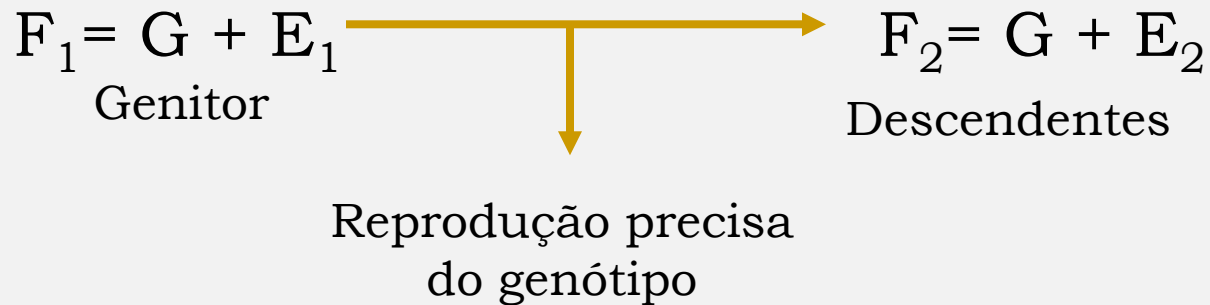 F₁= G + E₁ F₂= G + E₂
Genitor Descendentes
Reprodução precisa
do genótipo